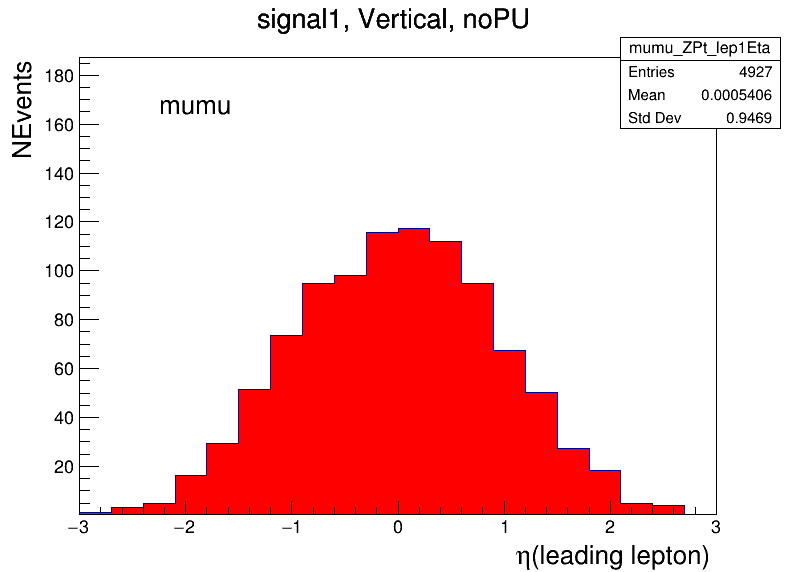 signal1, Vertical, noPU
mumu_ZPt_lep1Eta
Entries 4927
Mean 0.0005406
Std Dev 0.9469
NEvents
mumu
180
160
140
120
100
80
60
40
20
−3 −2 −1 0 1 2 3
η(leading lepton)